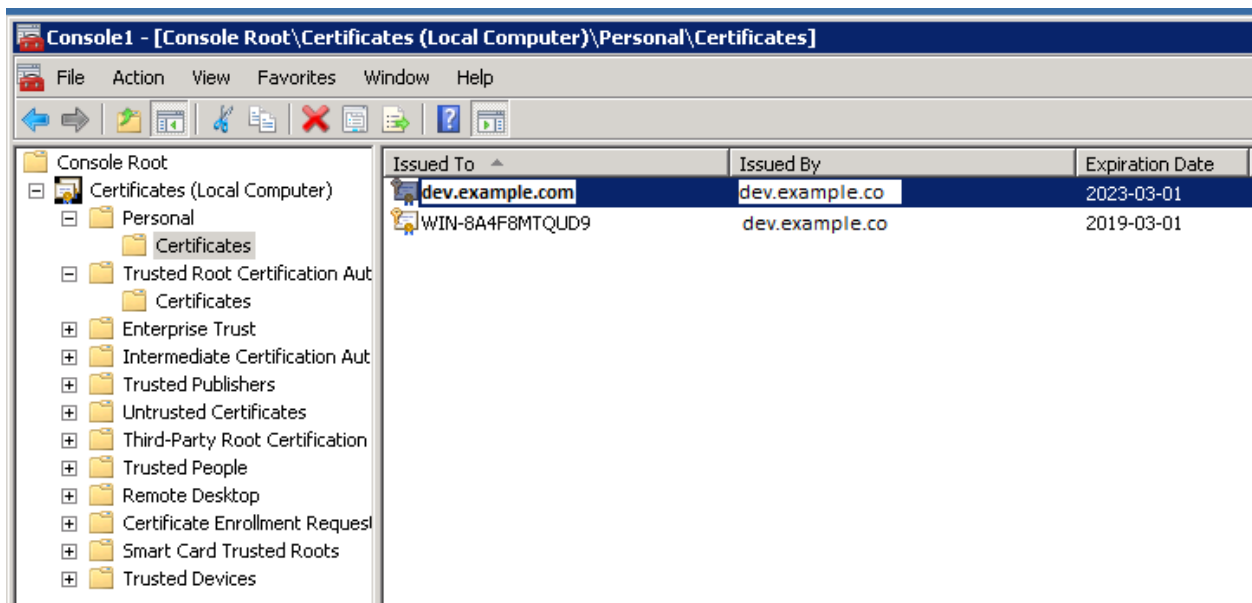 Console1 - [Console Root\Certificates (Local Computer)\Personal\Certificates]
File Action View Favorites Window Help
Console Root
Certificates (Local Computer)
Personal
Certificates
Trusted Root Certification Aut
Certificates
Enterprise Trust
Intermediate Certification Aut
Trusted Publishers
Untrusted Certificates
Third-Party Root Certification
Trusted People
Remote Desktop
Certificate Enrollment Request
Smart Card Trusted Roots
Trusted Devices
Issued To Issued By Expiration Date
dev.example.com dev.example.co 2023-03-01
WIN-8A4F8MTQUD9 dev.example.co 2019-03-01